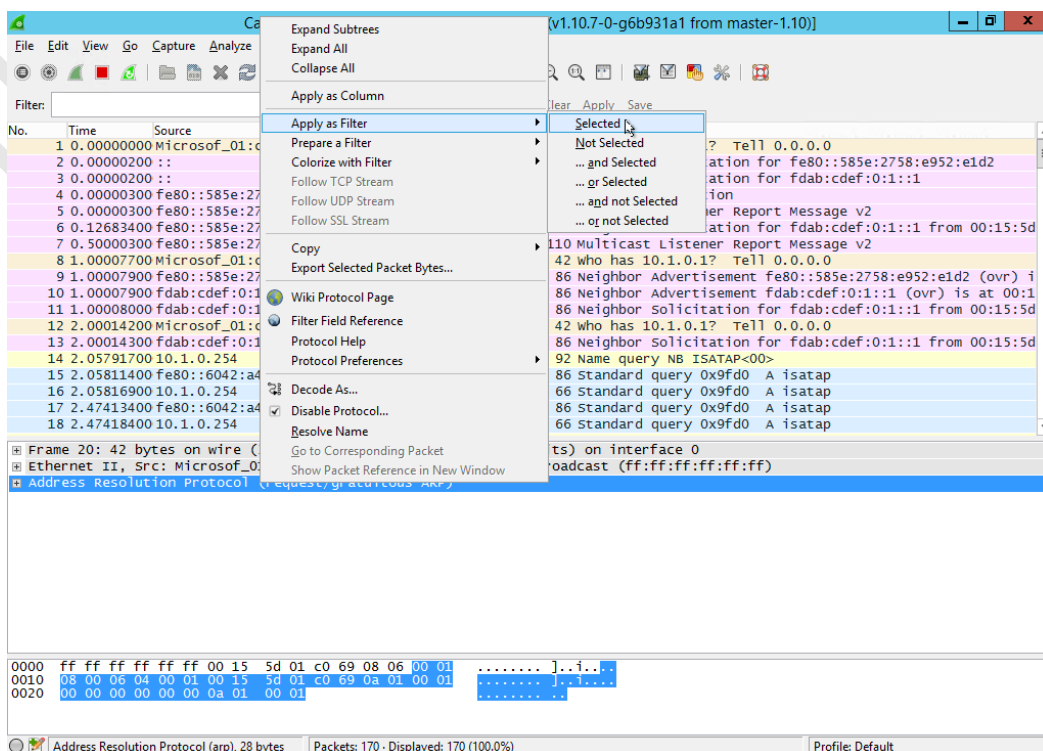 Ca (v1.10.7-0-g6b931a1 from master-1.10)]
File Edit View Go Capture Analyze
Filter: Clear Apply Save
Expand Subtrees
Expand All
Collapse All
Apply as Column
Apply as Filter
Prepare a Filter
Colorize with Filter
Follow TCP Stream
Follow UDP Stream
Follow SSL Stream
Copy
Export Selected Packet Bytes...
Wiki Protocol Page
Filter Field Reference
Protocol Help
Protocol Preferences
Decode As...
Disable Protocol...
Resolve Name
Go to Corresponding Packet
Show Packet Reference in New Window
Selected
Not Selected
... and Selected
... or Selected
... and not Selected
... or not Selected
No. Time Source
1 0.00000000 Microsof_01:c ? Tell 0.0.0.0
2 0.00000200 :: ation for fe80::585e:2758:e952:e1d2
3 0.00000200 :: ation for fdab:cdef:0:1::1
4 0.00000300 fe80::585e:27 ion
5 0.00000300 fe80::585e:27 er Report Message v2
6 0.12683400 fe80::585e:27 ation for fdab:cdef:0:1::1 from 00:15:5d
7 0.50000300 fe80::585e:27 110 Multicast Listener Report Message v2
8 1.00007700 Microsof_01:c 42 Who has 10.1.0.1? Tell 0.0.0.0
9 1.00007900 fe80::585e:27 86 Neighbor Advertisement fe80::585e:2758:e952:e1d2 (ovr) i
10 1.00007900 fdab:cdef:0:1 86 Neighbor Advertisement fdab:cdef:0:1::1 (ovr) is at 00:1
11 1.00008000 fdab:cdef:0:1 86 Neighbor Solicitation for fdab:cdef:0:1::1 from 00:15:5d
12 2.00014200 Microsof_01:c 42 Who has 10.1.0.1? Tell 0.0.0.0
13 2.00014300 fdab:cdef:0:1 86 Neighbor Solicitation for fdab:cdef:0:1::1 from 00:15:5d
14 2.05791700 10.1.0.254 92 Name query NB ISATAP<00>
15 2.05811400 fe80::6042:a4 86 Standard query 0x9fd0 A isatap
16 2.05816900 10.1.0.254 66 Standard query 0x9fd0 A isatap
17 2.47413400 fe80::6042:a4 86 Standard query 0x9fd0 A isatap
18 2.47418400 10.1.0.254 66 Standard query 0x9fd0 A isatap
Frame 20: 42 bytes on wire ( ts) on interface 0
Ethernet II, Src: Microsof_0 oadcast (ff:ff:ff:ff:ff:ff)
Address Resolution Protocol (request/gratuitous ARP)
0000 ff ff ff ff ff ff 00 15 5d 01 c0 69 08 06 00 01 ........ ]..i....
0010 08 00 06 04 00 01 00 15 5d 01 c0 69 0a 01 00 01 ........ ]..i....
0020 00 00 00 00 00 00 0a 01 00 01 ........ ..
Address Resolution Protocol (arp), 28 bytes Packets: 170 · Displayed: 170 (100.0%) Profile: Default